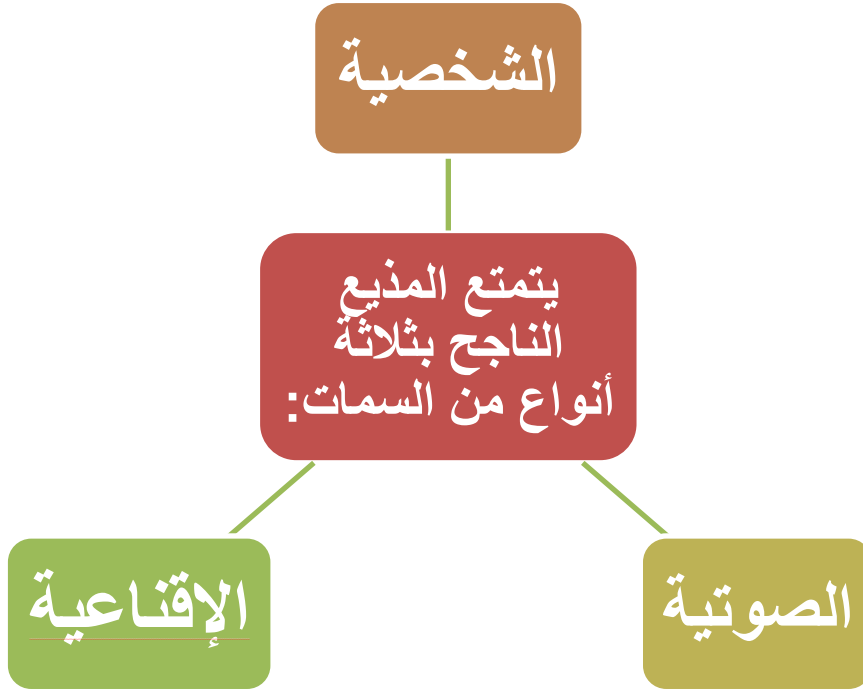 الشخصية
يتمتع المذيع
الناجح بثلاثة
أنواع من السمات:
الصوتية
الإقناعية